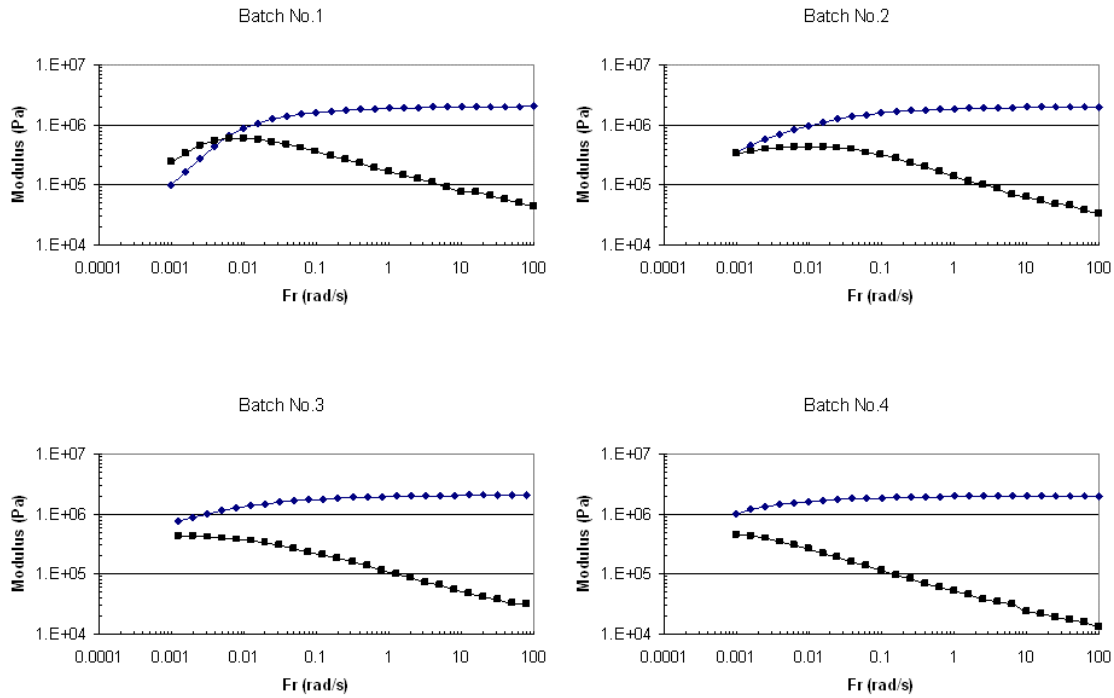 Batch No.1
1.E+07
1.E+06
1.E+05
1.E+04
Modulus (Pa)
0.0001 0.001 0.01 0.1 1 10 100
Fr (rad/s)
Batch No.2
1.E+07
1.E+06
1.E+05
1.E+04
Modulus (Pa)
0.0001 0.001 0.01 0.1 1 10 100
Fr (rad/s)
Batch No.3
1.E+07
1.E+06
1.E+05
1.E+04
Modulus (Pa)
0.0001 0.001 0.01 0.1 1 10 100
Fr (rad/s)
Batch No.4
1.E+07
1.E+06
1.E+05
1.E+04
Modulus (Pa)
0.0001 0.001 0.01 0.1 1 10 100
Fr (rad/s)